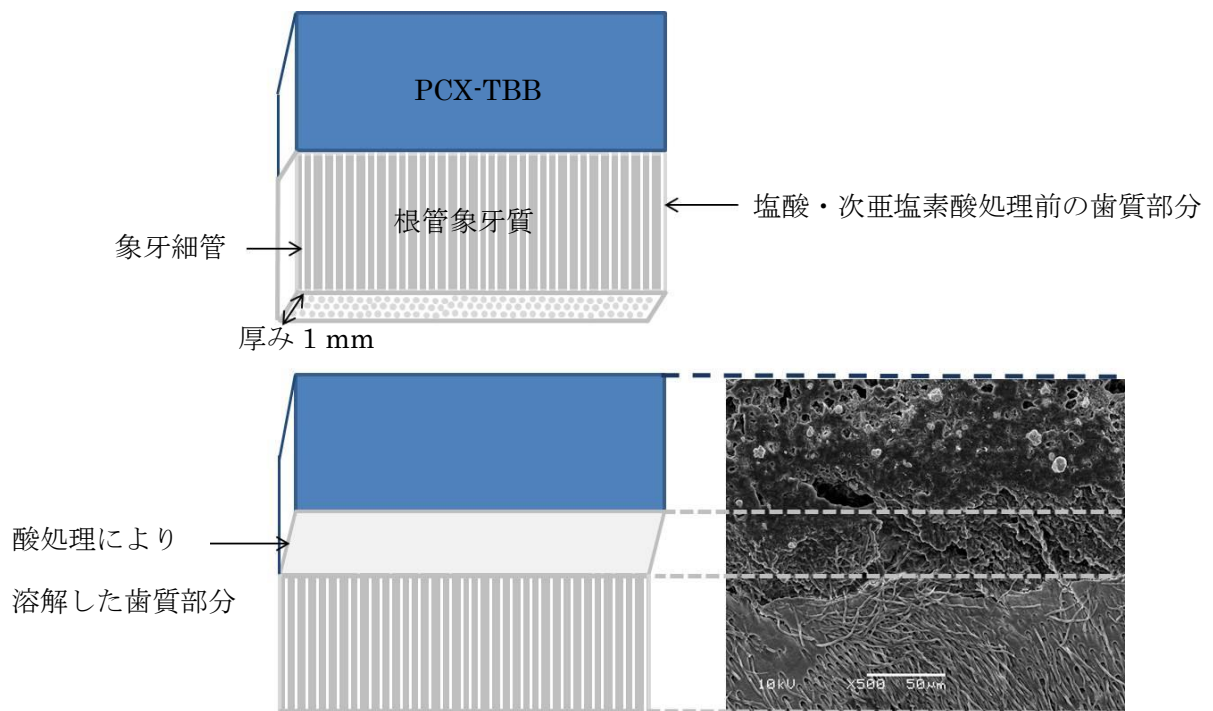 PCX-TBB
塩酸・次亜塩素酸処理前の歯質部分
根管象牙質
象牙細管
厚み 1 mm
酸処理により
溶解した歯質部分
10kV X500 50μm